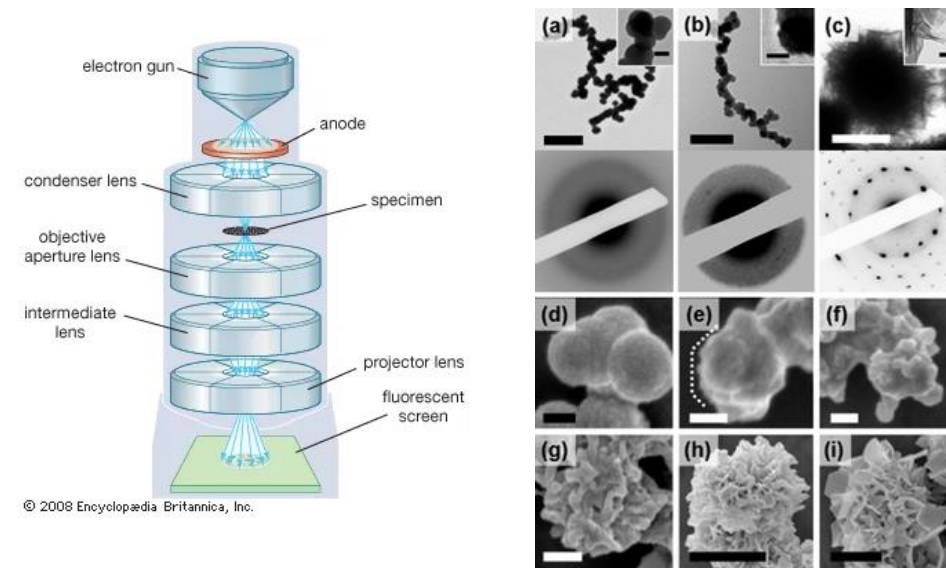 electron gun
anode
condenser lens
specimen
objective
aperture lens
intermediate
lens
projector lens
fluorescent
screen
© 2008 Encyclopædia Britannica, Inc.
(a)
(b)
(c)
(d)
(e)
(f)
(g)
(h)
(i)